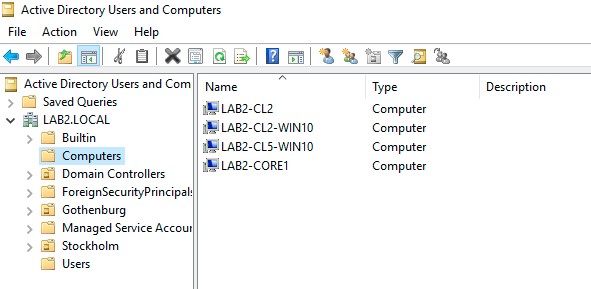 Active Directory Users and Computers
File Action View Help
Active Directory Users and Com
Saved Queries
LAB2.LOCAL
Builtin
Computers
Domain Controllers
ForeignSecurityPrincipals
Gothenburg
Managed Service Accour
Stockholm
Users
Name Type Description
LAB2-CL2 Computer
LAB2-CL2-WIN10 Computer
LAB2-CL5-WIN10 Computer
LAB2-CORE1 Computer